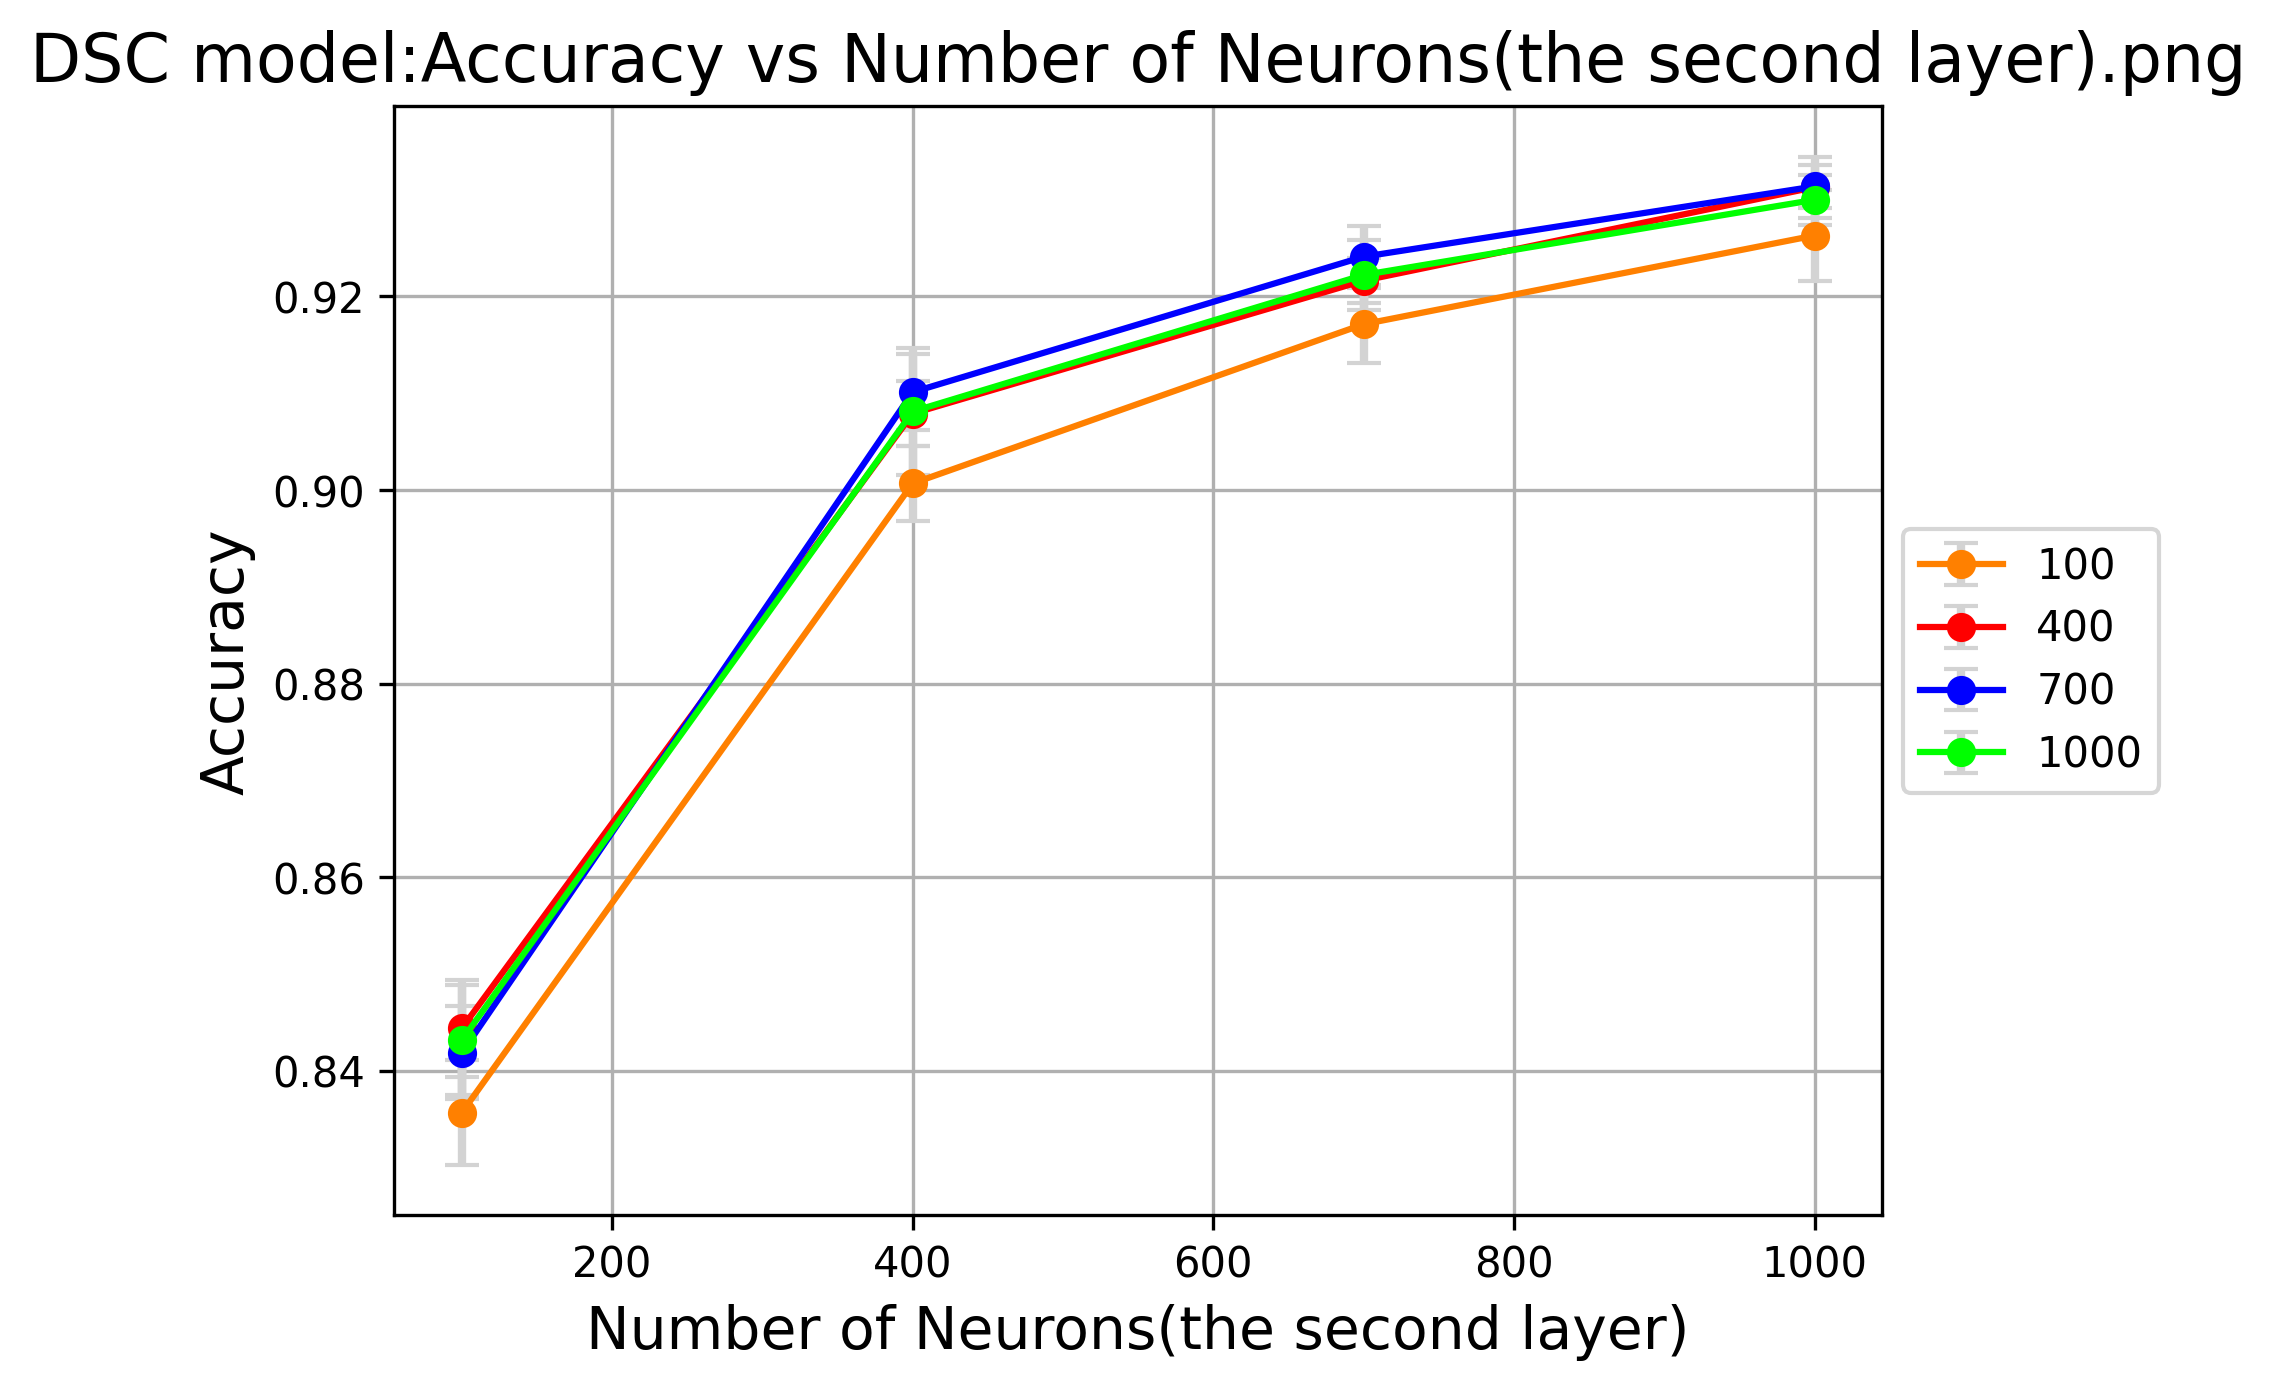 DSC model:Accuracy vs Number of Neurons(the second layer).png
Accuracy
0.92
0.90
0.88
0.86
0.84
200 400 600 800 1000
Number of Neurons(the second layer)
100
400
700
1000